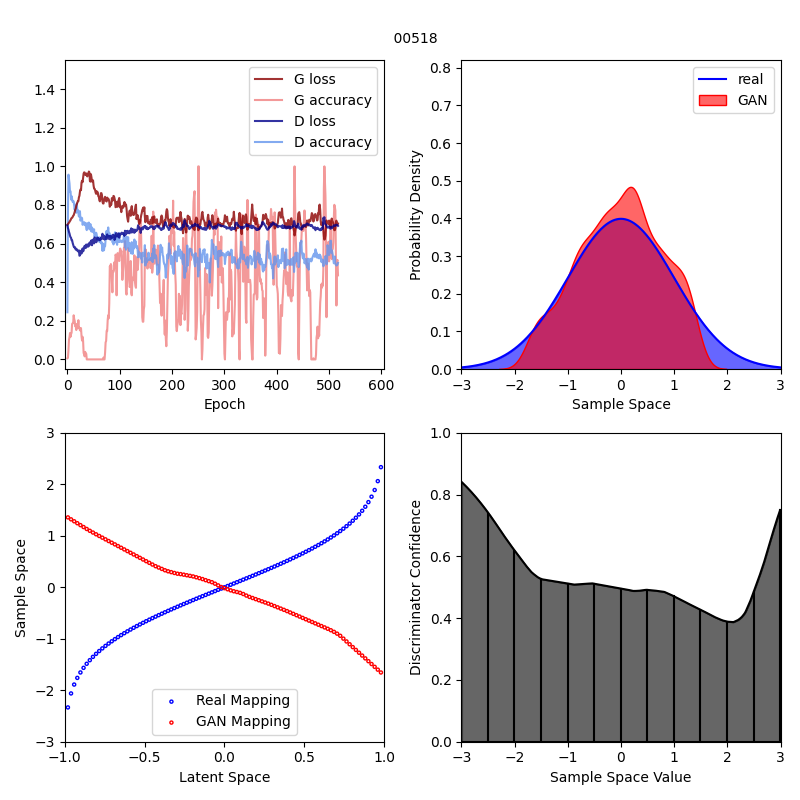 00518
G loss
G accuracy
D loss
D accuracy
1.4
1.2
1.0
0.8
0.6
0.4
0.2
0.0
0 100 200 300 400 500 600
Epoch
real
GAN
Probability Density
0.8
0.7
0.6
0.5
0.4
0.3
0.2
0.1
0.0
−3 −2 −1 0 1 2 3
Sample Space
Sample Space
3
2
1
0
−1
−2
−3
Real Mapping
GAN Mapping
−1.0 −0.5 0.0 0.5 1.0
Latent Space
Discriminator Confidence
1.0
0.8
0.6
0.4
0.2
0.0
−3 −2 −1 0 1 2 3
Sample Space Value